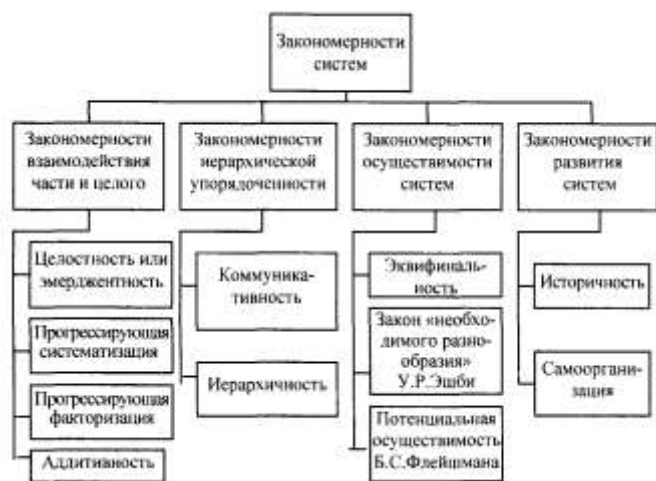 Закономерности
систем
Закономерности
взаимодействия
части и целого
Закономерности
иерархической
упорядоченности
Закономерности
осуществимости
систем
Закономерности
развития
систем
Целостность или
эмерджентность
Прогрессирующая
систематизация
Прогрессирующая
факторизация
Аддитивность
Коммуника-
тивность
Иерархичность
Эквифиналь-
ность
Закон «необхо-
димого разно-
образия»
У.Р.Эшби
Потенциальная
осуществимость
Б.С.Флейшмана
Историчность
Самооргани-
зация